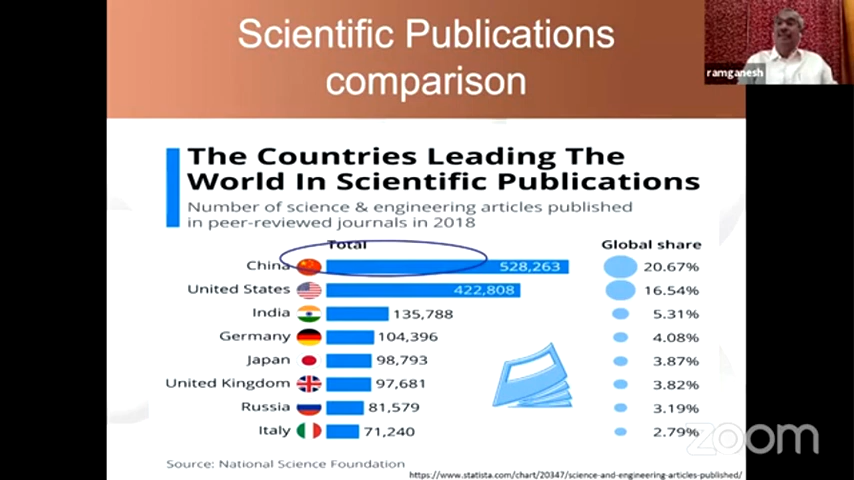 Scientific Publications
comparison
ramganesh
The Countries Leading The
World In Scientific Publications
Number of science & engineering articles published
in peer-reviewed journals in 2018
Total Global share
China 528,263 20.67%
United States 422,808 16.54%
India 135,788 5.31%
Germany 104,396 4.08%
Japan 98,793 3.87%
United Kingdom 97,681 3.82%
Russia 81,579 3.19%
Italy 71,240 2.79%
zoom
Source: National Science Foundation
https://www.statista.com/chart/20347/science-and-engineering-articles-published/